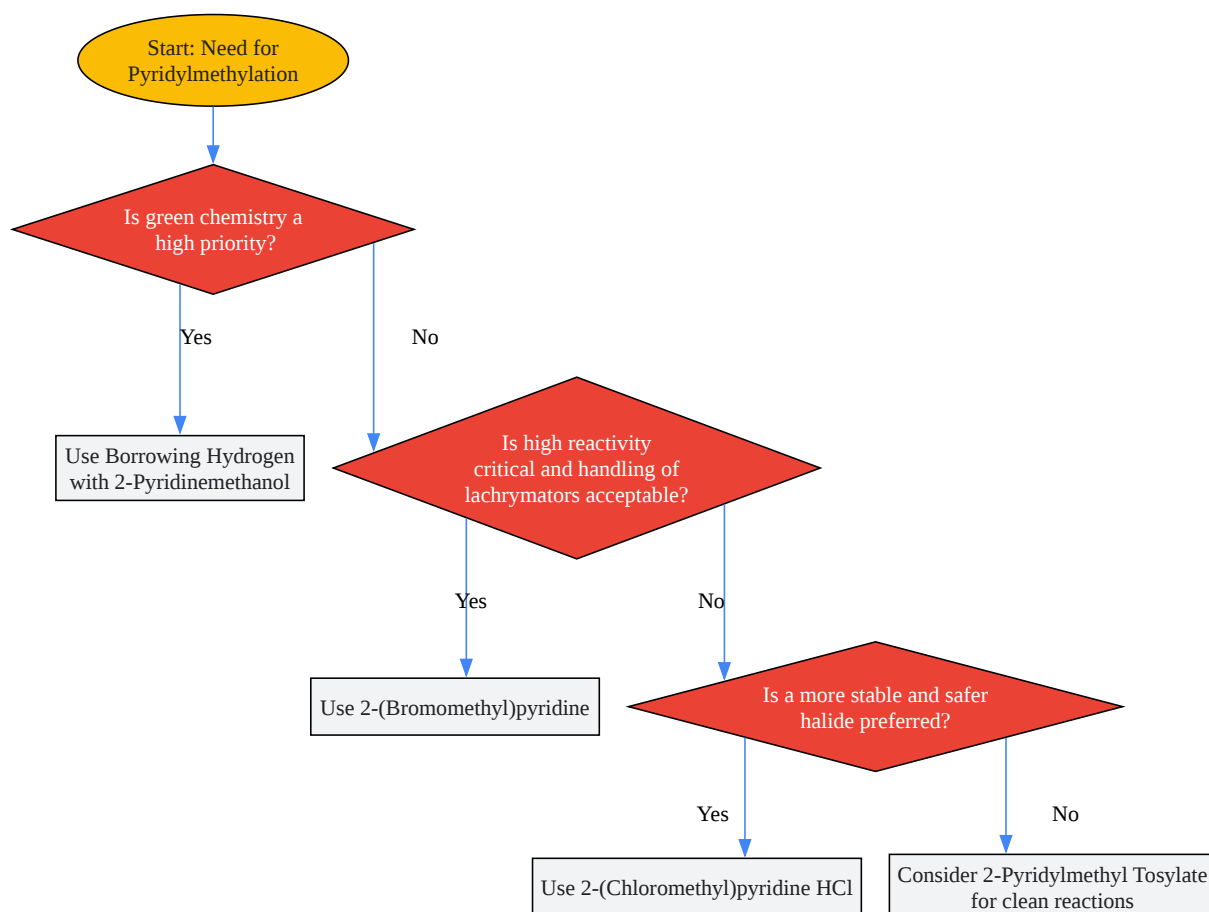 Start: Need for
Pyridylmethylation
Is green chemistry a
high priority?
Yes
No
Use Borrowing Hydrogen
with 2-Pyridinemethanol
Is high reactivity
critical and handling of
lachrymators acceptable?
Yes
No
Use 2-(Bromomethyl)pyridine
Is a more stable and safer
halide preferred?
Yes
No
Use 2-(Chloromethyl)pyridine HCl
Consider 2-Pyridylmethyl Tosylate
for clean reactions